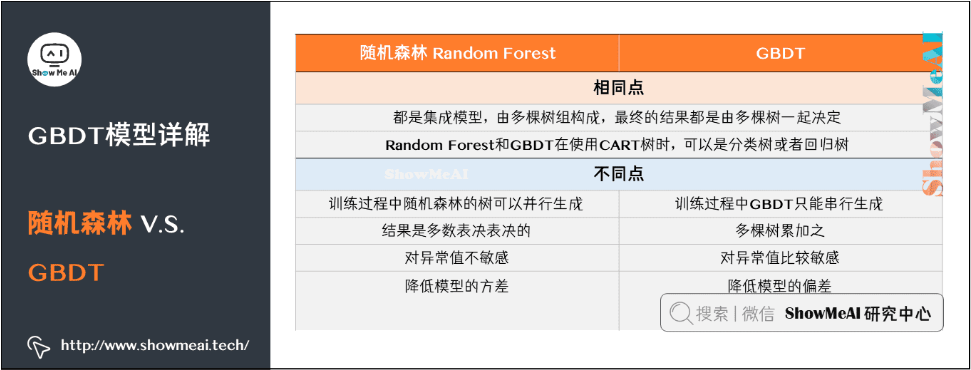 Show Me AI
GBDT模型详解
随机森林 V.S.
GBDT
http://www.showmeai.tech/
随机森林 Random Forest
GBDT
相同点
都是集成模型，由多棵树组构成，最终的结果都是由多棵树一起决定
Random Forest和GBDT在使用CART树时，可以是分类树或者回归树
ShowMeAI
不同点
训练过程中随机森林的树可以并行生成
训练过程中GBDT只能串行生成
结果是多数表决表决的
多棵树累加之
对异常值不敏感
对异常值比较敏感
降低模型的方差
降低模型的偏差
搜索 | 微信 ShowMeAI 研究中心
ShowMeAI